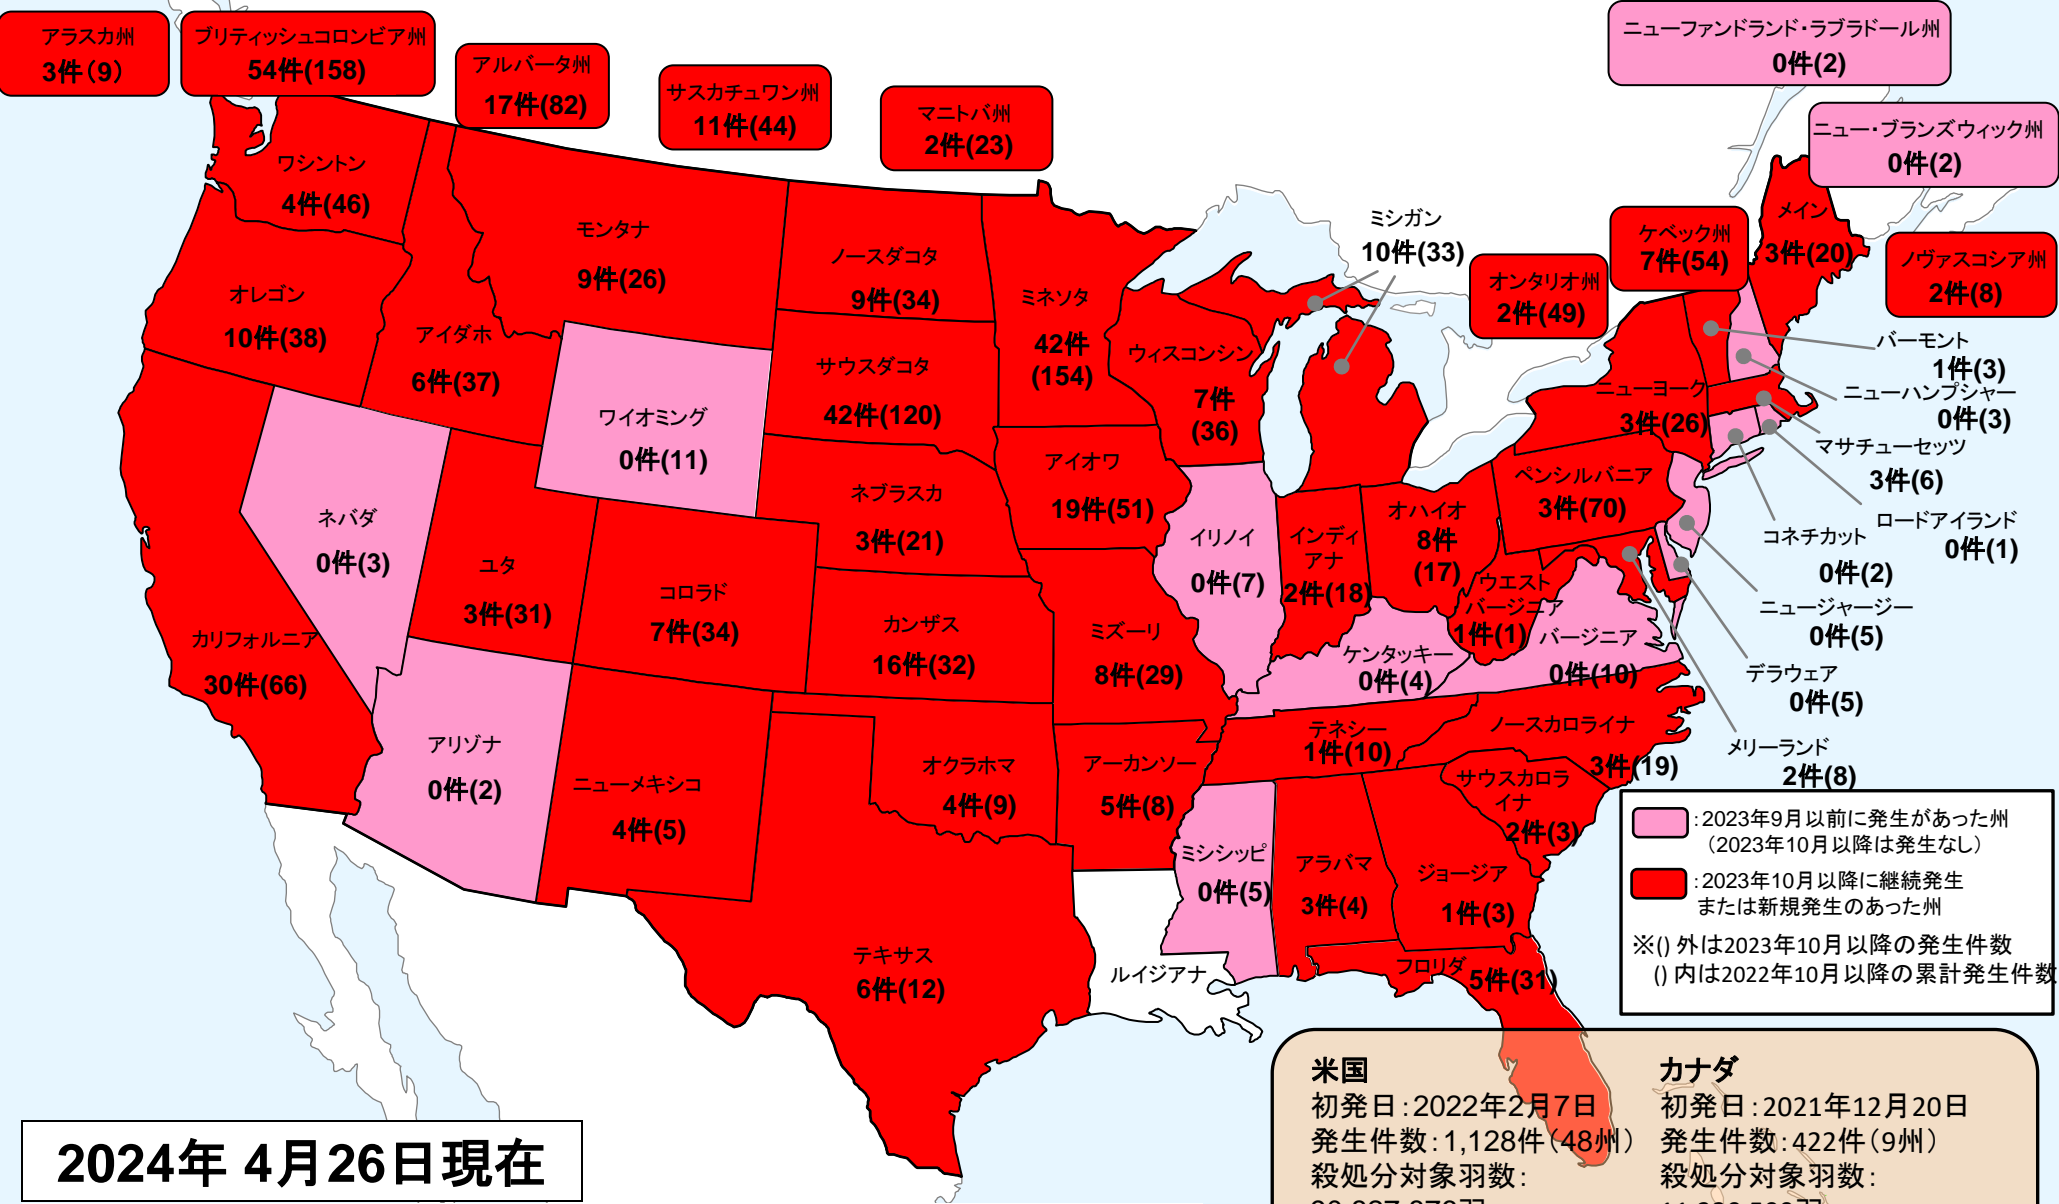 アラスカ州
3件(9)
ブリティッシュコロンビア州
54件(158)
アルバータ州
17件(82)
サスカチュワン州
11件(44)
マニトバ州
2件(23)
ニューファンドランド・ラブラドール州
0件(2)
ニュー・ブランズウィック州
0件(2)
ケベック州
7件(54)
オンタリオ州
2件(49)
ノヴァスコシア州
2件(8)
ワシントン
4件(46)
オレゴン
10件(38)
アイダホ
6件(37)
モンタナ
9件(26)
ノースダコタ
9件(34)
ミネソタ
42件
(154)
ミシガン
10件(33)
メイン
3件(20)
ワイオミング
0件(11)
サウスダコタ
42件(120)
ウィスコンシン
7件
(36)
ニューヨーク
3件(26)
バーモント
1件(3)
ニューハンプシャー
0件(3)
マサチューセッツ
3件(6)
ロードアイランド
0件(1)
コネチカット
0件(2)
ニュージャージー
0件(5)
デラウェア
0件(5)
メリーランド
2件(8)
ネバダ
0件(3)
ユタ
3件(31)
コロラド
7件(34)
ネブラスカ
3件(21)
アイオワ
19件(51)
イリノイ
0件(7)
インディ
アナ
2件(18)
オハイオ
8件
(17)
ペンシルバニア
3件(70)
ウエスト
バージニア
1件(1)
バージニア
0件(10)
カリフォルニア
30件(66)
カンザス
16件(32)
ミズーリ
8件(29)
ケンタッキー
0件(4)
アリゾナ
0件(2)
ニューメキシコ
4件(5)
オクラホマ
4件(9)
アーカンソー
5件(8)
テネシー
1件(10)
ノースカロライナ
3件(19)
サウスカロラ
イナ
2件(3)
テキサス
6件(12)
ルイジアナ
ミシシッピ
0件(5)
アラバマ
3件(4)
ジョージア
1件(3)
フロリダ
5件(31)
:2023年9月以前に発生があった州
(2023年10月以降は発生なし)
:2023年10月以降に継続発生
または新規発生のあった州
※() 外は2023年10月以降の発生件数
() 内は2022年10月以降の累計発生件数
米国
初発日:2022年2月7日
発生件数:1,128件(48州)
殺処分対象羽数:
カナダ
初発日:2021年12月20日
発生件数:422件(9州)
殺処分対象羽数:
2024年 4月26日現在